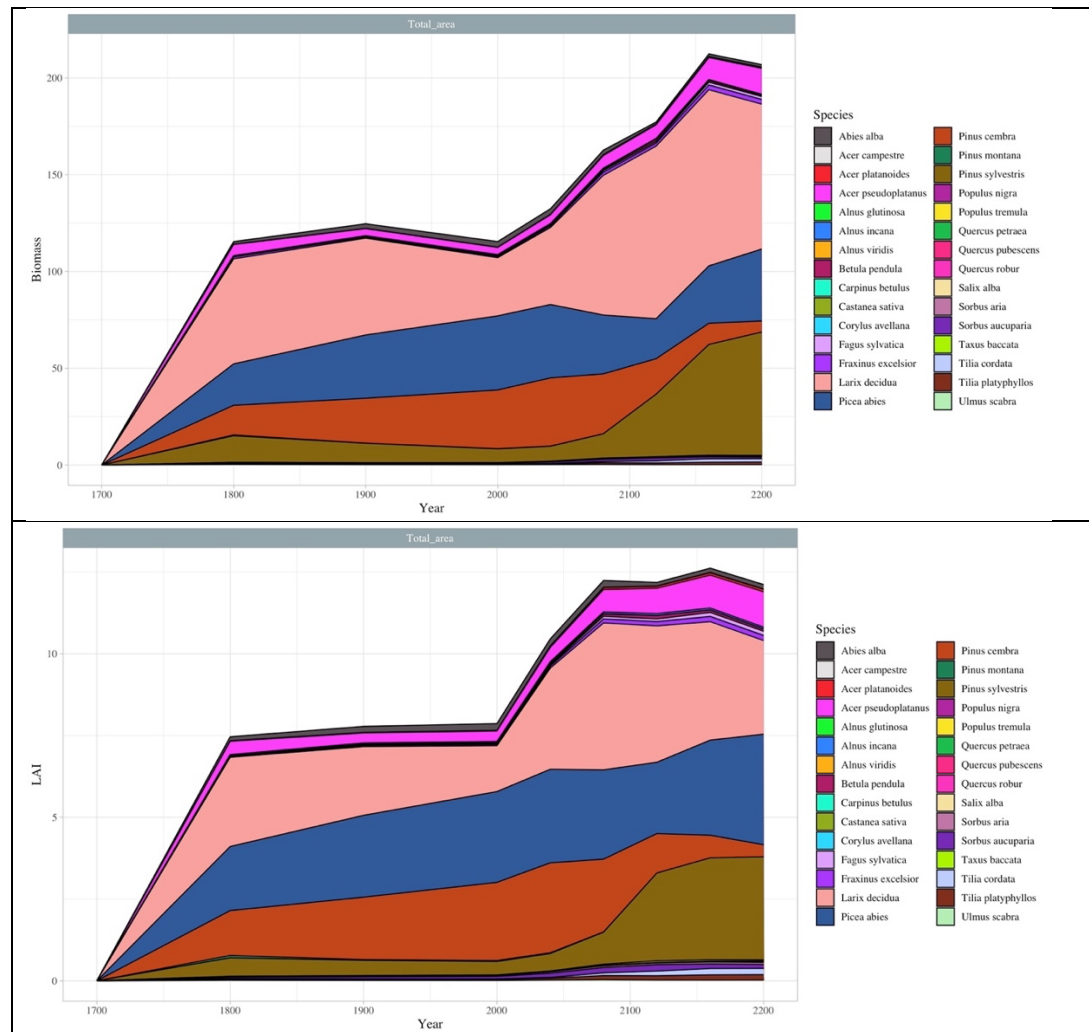 Total_area
200
150
100
50
0
Biomass
1700 1800 1900 2000 2100 2200
Year
Species
Abies alba Pinus cembra
Acer campestre Pinus montana
Acer platanoides Pinus sylvestris
Acer pseudoplatanus Populus nigra
Alnus glutinosa Populus tremula
Alnus incana Quercus petraea
Alnus viridis Quercus pubescens
Betula pendula Quercus robur
Carpinus betulus Salix alba
Castanea sativa Sorbus aria
Corylus avellana Sorbus aucuparia
Fagus sylvatica Taxus baccata
Fraxinus excelsior Tilia cordata
Larix decidua Tilia platyphyllos
Picea abies Ulmus scabra
Total_area
10
5
0
LAI
1700 1800 1900 2000 2100 2200
Year
Species
Abies alba Pinus cembra
Acer campestre Pinus montana
Acer platanoides Pinus sylvestris
Acer pseudoplatanus Populus nigra
Alnus glutinosa Populus tremula
Alnus incana Quercus petraea
Alnus viridis Quercus pubescens
Betula pendula Quercus robur
Carpinus betulus Salix alba
Castanea sativa Sorbus aria
Corylus avellana Sorbus aucuparia
Fagus sylvatica Taxus baccata
Fraxinus excelsior Tilia cordata
Larix decidua Tilia platyphyllos
Picea abies Ulmus scabra